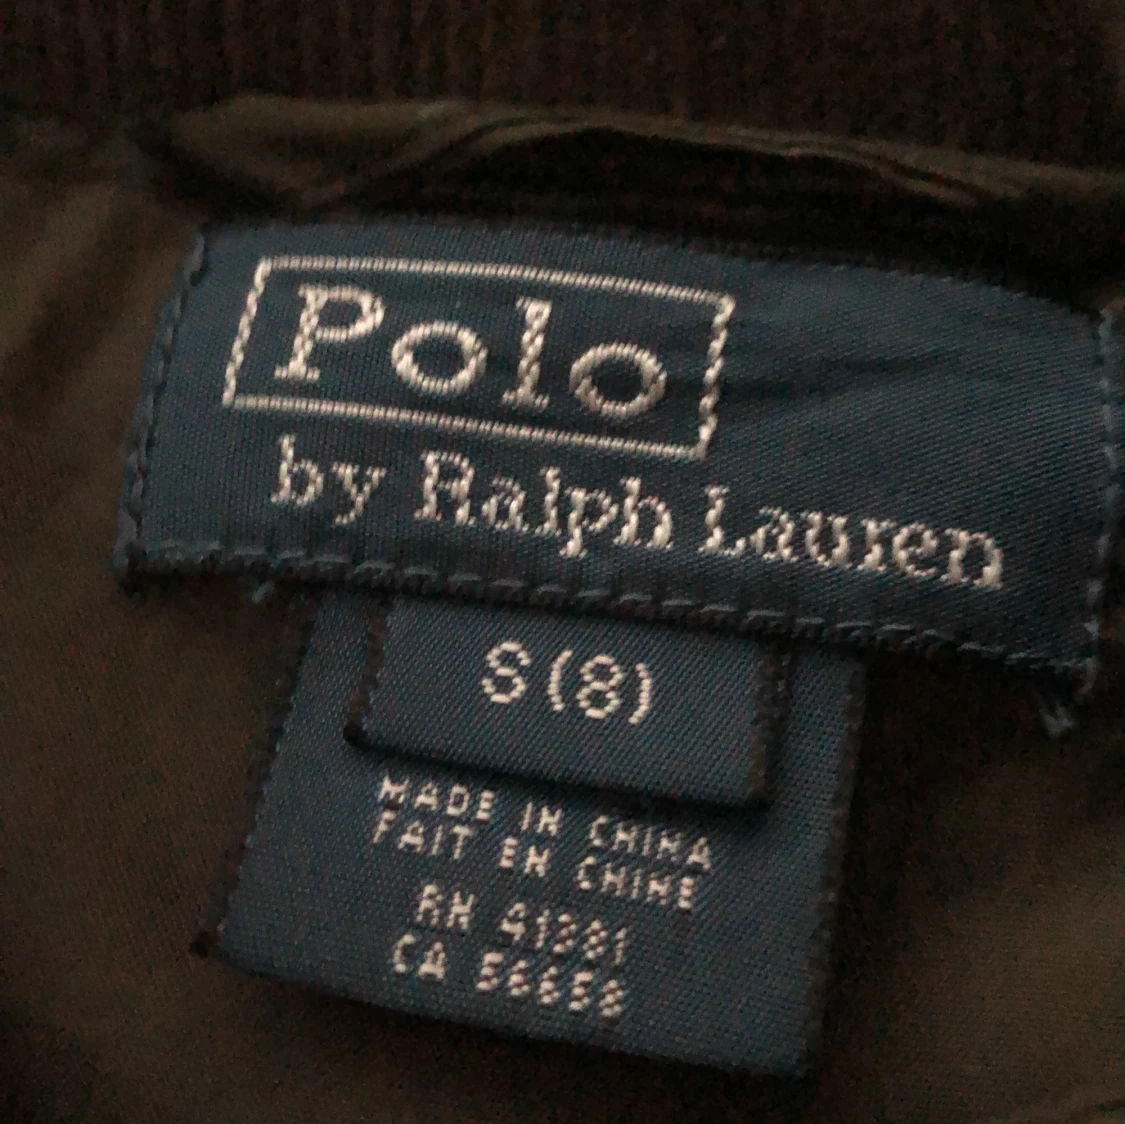 Polo
by Ralph Lauren
S (8)
MADE IN CHINA
FAIT EN CHINE
RN 41381
CA 56658